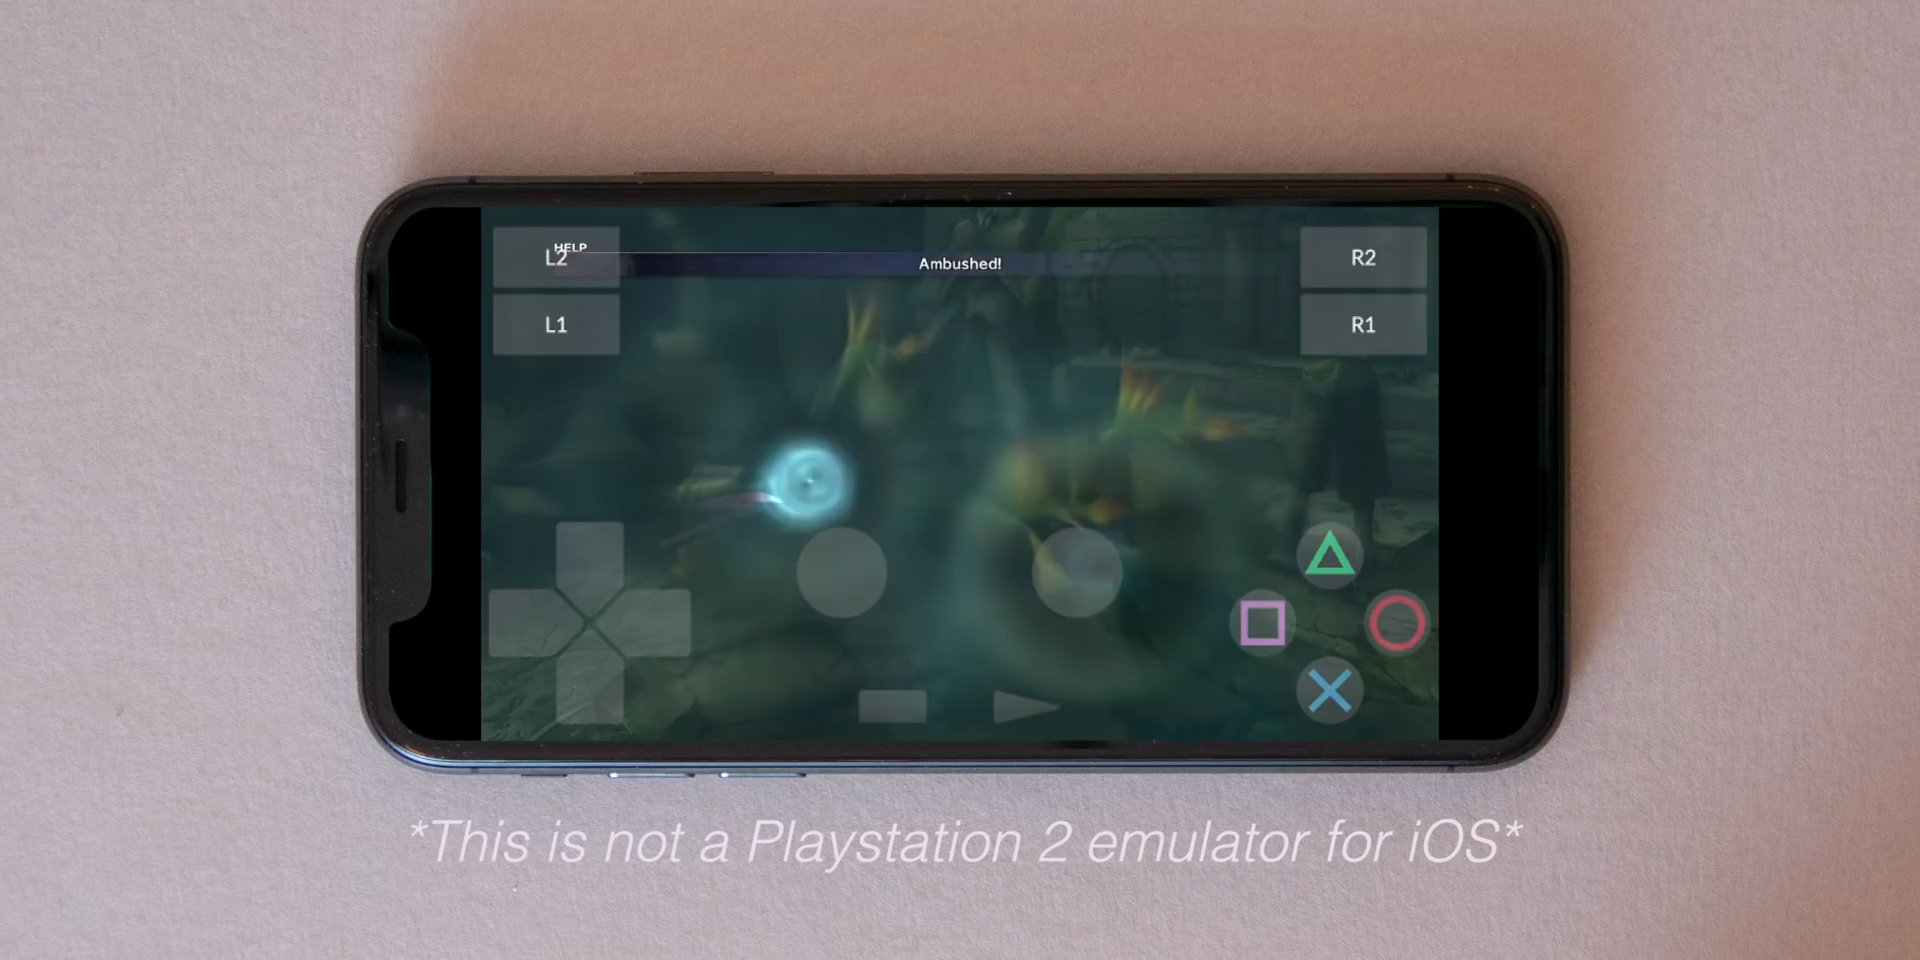 HELP
L2
Ambushed!
R2
L1
R1
*This is not a Playstation 2 emulator for iOS*